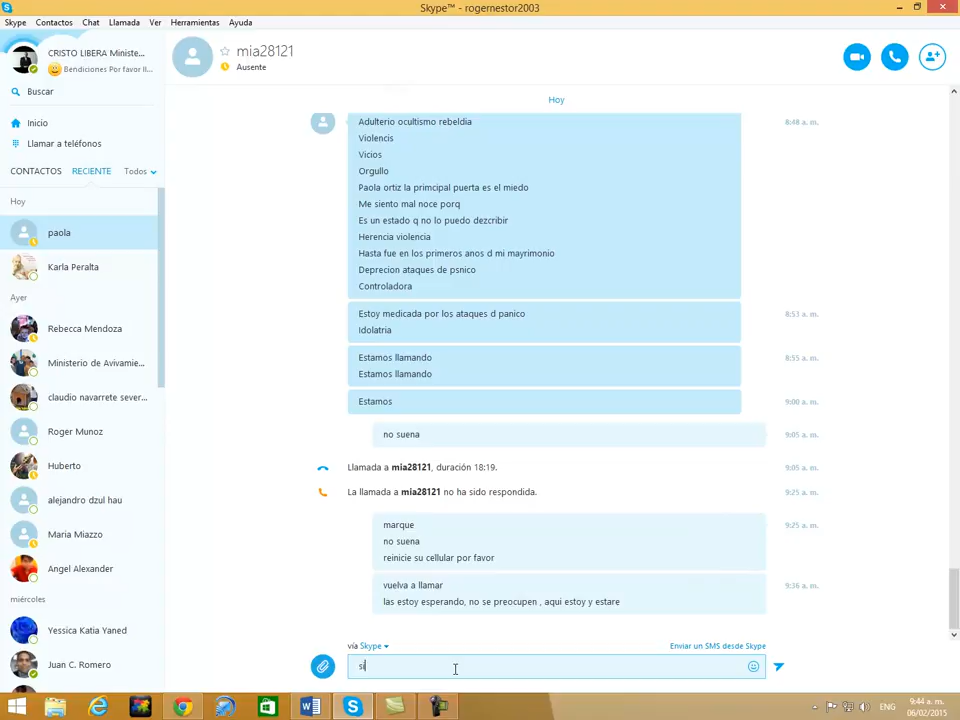 Skype™ - rogernestor2003
Skype Contactos Chat Llamada Ver Herramientas Ayuda
CRISTO LIBERA Ministe...
Bendiciones Por favor ll...
Buscar
Inicio
Llamar a teléfonos
CONTACTOS RECIENTE Todos
Hoy
paola
Karla Peralta
Ayer
Rebecca Mendoza
Ministerio de Avivamie...
claudio navarrete sever...
Roger Munoz
Huberto
alejandro dzul hau
Maria Miazzo
Angel Alexander
miércoles
Yessica Katia Yaned
Juan C. Romero
mia28121
Ausente
Hoy
Adulterio ocultismo rebeldia 8:48 a. m.
Violencis
Vicios
Orgullo
Paola ortiz la primcipal puerta es el miedo
Me siento mal noce porq
Es un estado q no lo puedo dezcribir
Herencia violencia
Hasta fue en los primeros anos d mi mayrimonio
Deprecion ataques de psnico
Controladora
Estoy medicada por los ataques d panico 8:53 a. m.
Idolatria
Estamos llamando 8:55 a. m.
Estamos llamando
Estamos 9:00 a. m.
no suena 9:05 a. m.
Llamada a mia28121, duración 18:19. 9:05 a. m.
La llamada a mia28121 no ha sido respondida. 9:25 a. m.
marque 9:25 a. m.
no suena
reinicie su cellular por favor
vuelva a llamar 9:36 a. m.
las estoy esperando, no se preocupen , aqui estoy y estare
vía Skype Enviar un SMS desde Skype
si
ENG
9:44 a. m.
06/02/2015